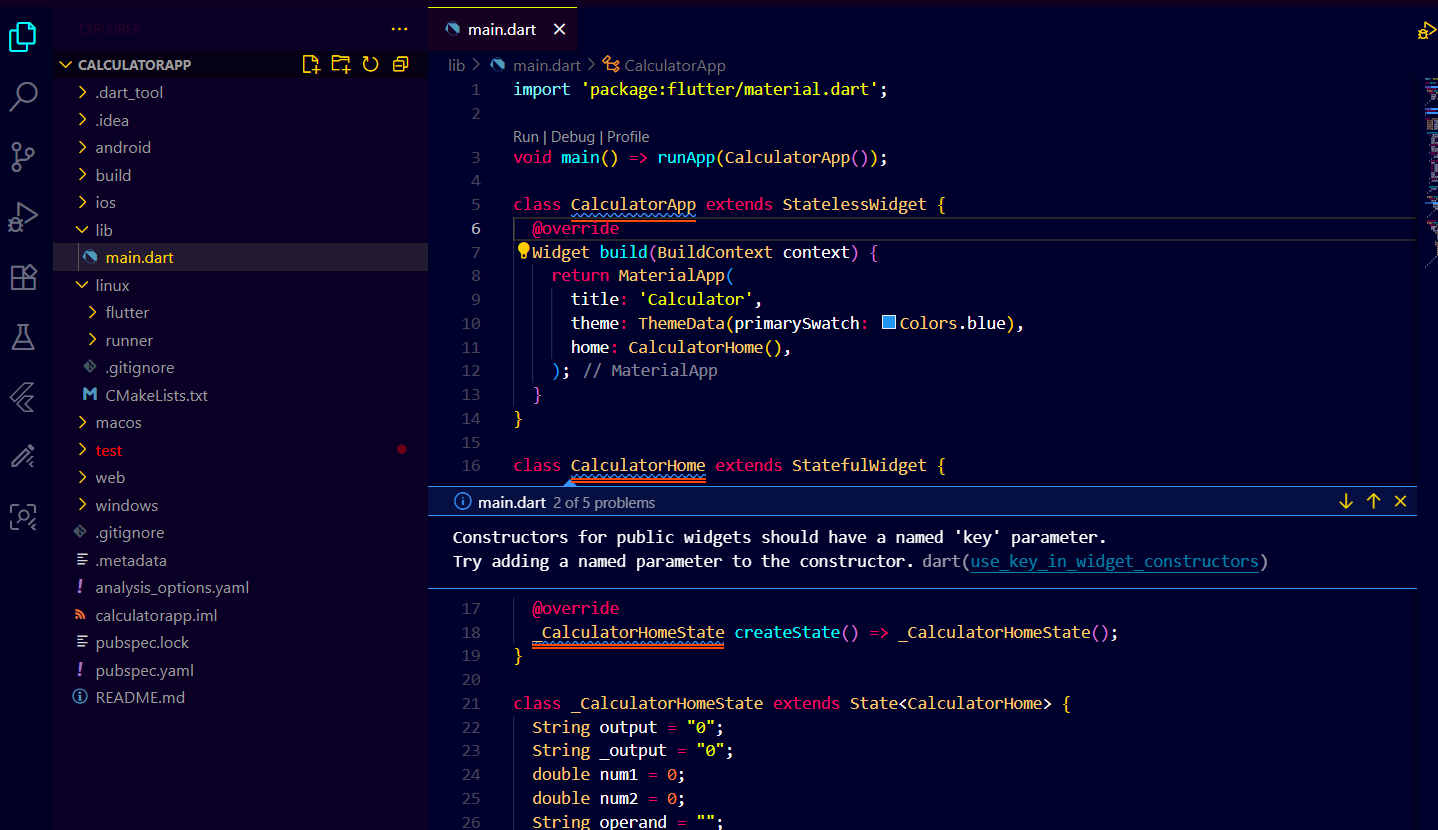 EXPLORER
CALCULATORAPP
.dart_tool
.idea
android
build
ios
lib
main.dart
linux
flutter
runner
.gitignore
CMakeLists.txt
macos
test
web
windows
.gitignore
.metadata
analysis_options.yaml
calculatorapp.iml
pubspec.lock
pubspec.yaml
README.md
main.dart
lib > main.dart > CalculatorApp
1 import 'package:flutter/material.dart';
2
Run | Debug | Profile
3 void main() => runApp(CalculatorApp());
4
5 class CalculatorApp extends StatelessWidget {
6 @override
7 Widget build(BuildContext context) {
8 return MaterialApp(
9 title: 'Calculator',
10 theme: ThemeData(primarySwatch: Colors.blue),
11 home: CalculatorHome(),
12 ); // MaterialApp
13 }
14 }
15
16 class CalculatorHome extends StatefulWidget {
main.dart 2 of 5 problems
Constructors for public widgets should have a named 'key' parameter.
Try adding a named parameter to the constructor. dart(use_key_in_widget_constructors)
17 @override
18 _CalculatorHomeState createState() => _CalculatorHomeState();
19 }
20
21 class _CalculatorHomeState extends State<CalculatorHome> {
22 String output = "0";
23 String _output = "0";
24 double num1 = 0;
25 double num2 = 0;
26 String operand = "";